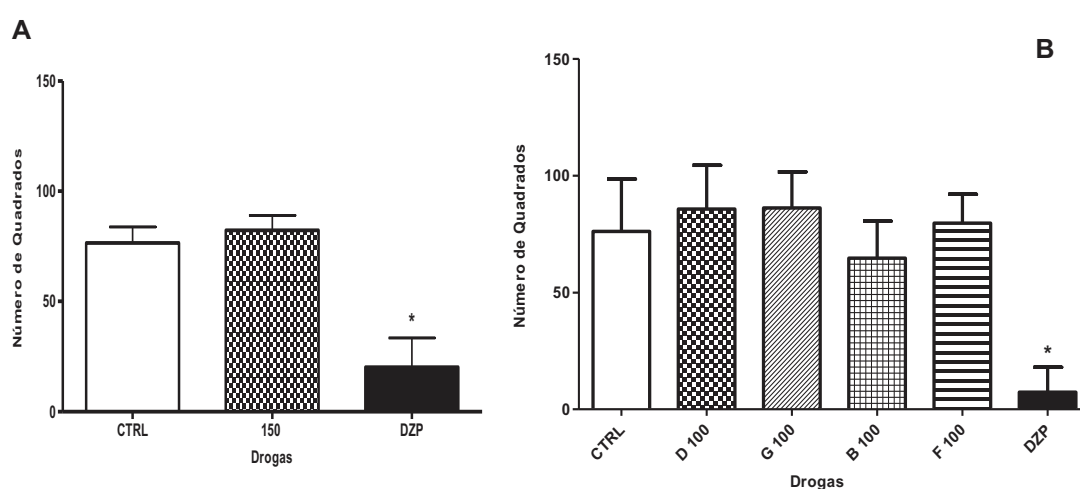 A
Número de Quadrados
150
100
50
0
*
CTRL
150
DZP
Drogas
B
Número de Quadrados
150
100
50
0
*
CTRL
D 100
G 100
B 100
F 100
DZP
Drogas